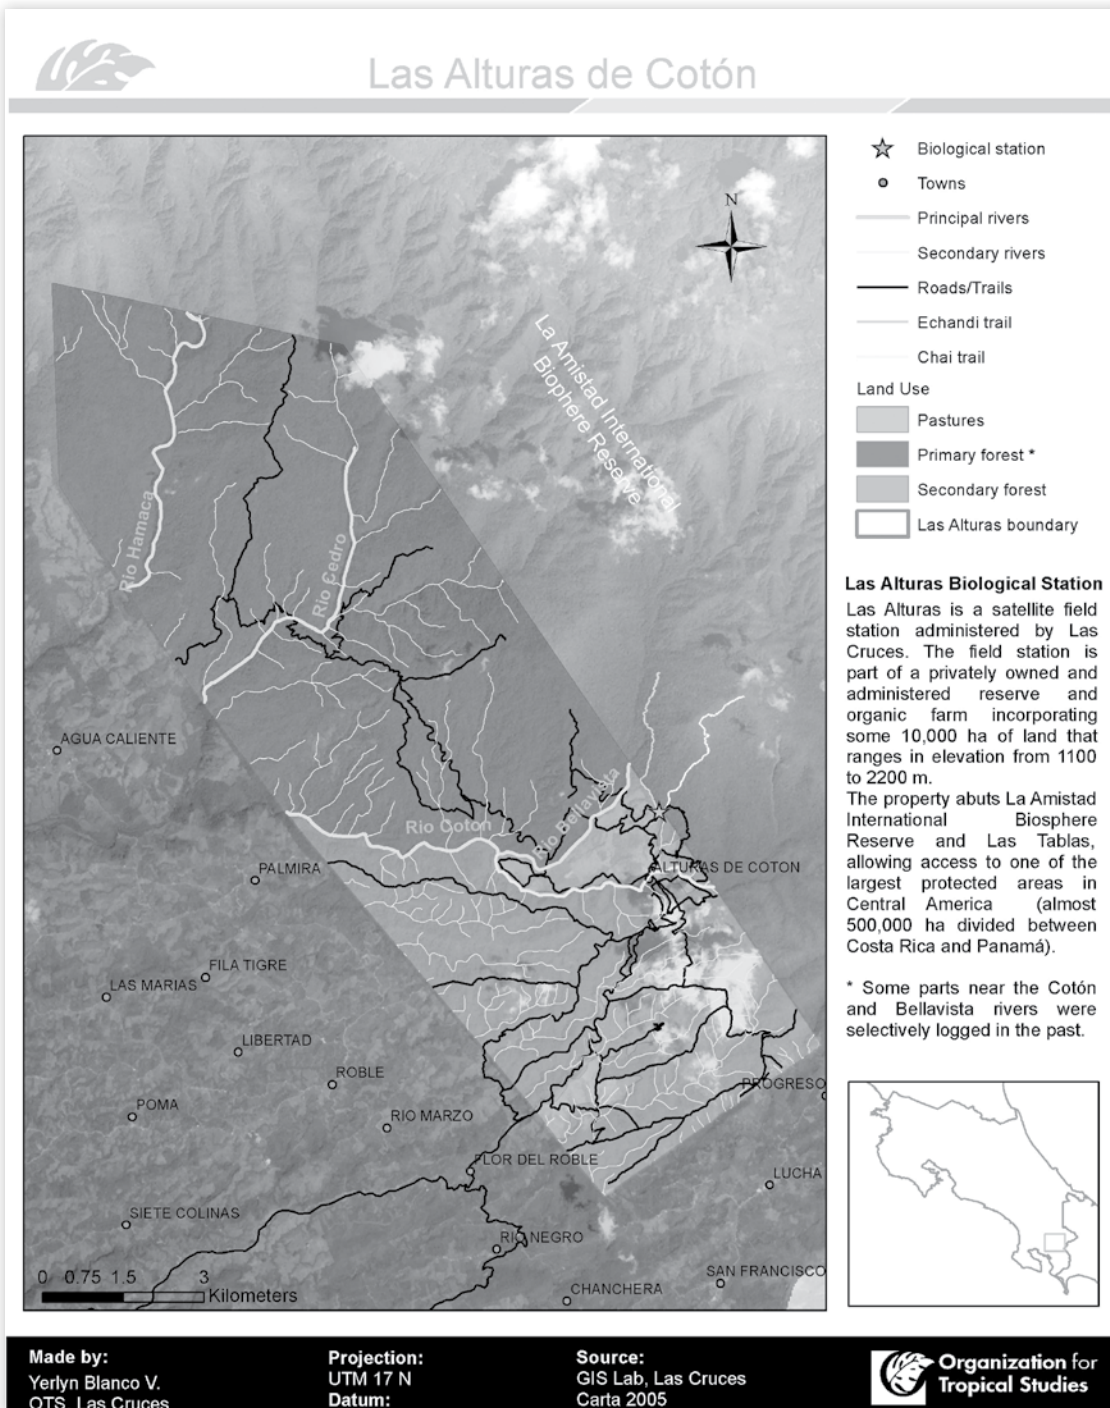 Las Alturas de Cotón
N
La Amistad International
Biophere Reserve
Rio Hamaca
Rio Cedro
AGUA CALIENTE
Rio Cotón
Rio Bellavista
ALTURAS DE COTON
PALMIRA
FILA TIGRE
LAS MARIAS
LIBERTAD
ROBLE
POMA
RIO MARZO
PROGRESO
FLOR DEL ROBLE
LUCHA
SIETE COLINAS
RIO NEGRO
SAN FRANCISCO
CHANCHERA
0 0.75 1.5 3
Kilometers
Biological station
Towns
Principal rivers
Secondary rivers
Roads/Trails
Echandi trail
Chai trail
Land Use
Pastures
Primary forest *
Secondary forest
Las Alturas boundary
Las Alturas Biological Station
Las Alturas is a satellite field
station administered by Las
Cruces. The field station is
part of a privately owned and
administered reserve and
organic farm incorporating
some 10,000 ha of land that
ranges in elevation from 1100
to 2200 m.
The property abuts La Amistad
International Biosphere
Reserve and Las Tablas,
allowing access to one of the
largest protected areas in
Central America (almost
500,000 ha divided between
Costa Rica and Panamá).
* Some parts near the Cotón
and Bellavista rivers were
selectively logged in the past.
Made by:
Yerlyn Blanco V.
OTS, Las Cruces
Projection:
UTM 17 N
Datum:
Source:
GIS Lab, Las Cruces
Carta 2005
Organization for
Tropical Studies